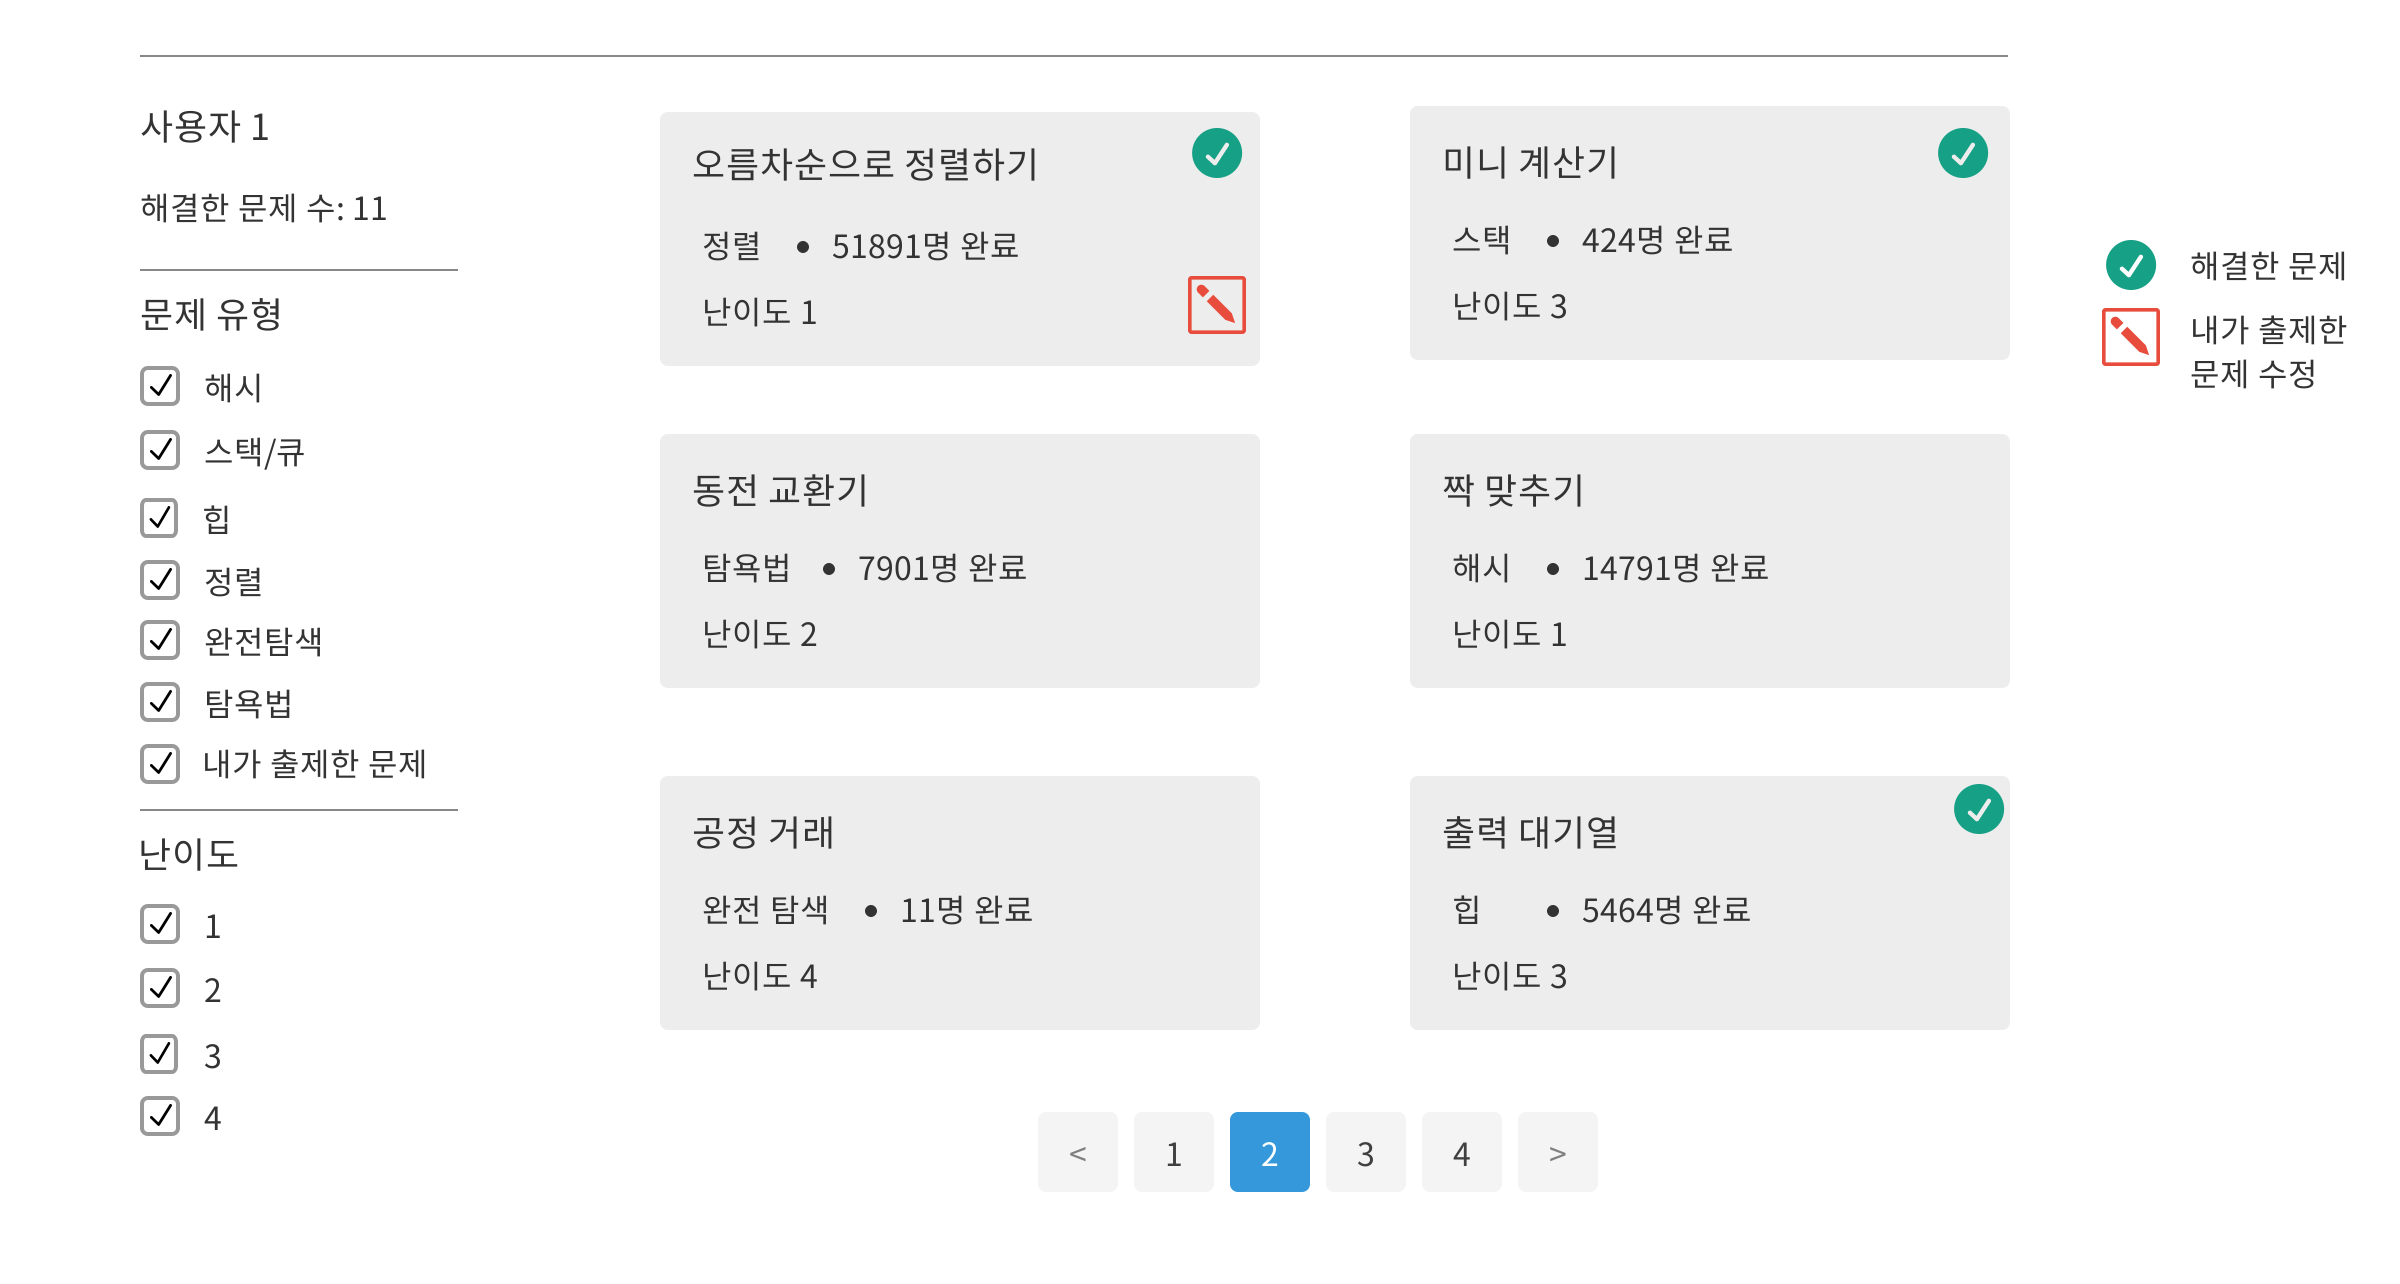 사용자 1
해결한 문제 수: 11
문제 유형
해시
스택/큐
힙
정렬
완전탐색
탐욕법
내가 출제한 문제
난이도
1
2
3
4
오름차순으로 정렬하기
정렬 • 51891명 완료
난이도 1
미니 계산기
스택 • 424명 완료
난이도 3
동전 교환기
탐욕법 • 7901명 완료
난이도 2
짝 맞추기
해시 • 14791명 완료
난이도 1
공정 거래
완전 탐색 • 11명 완료
난이도 4
출력 대기열
힙 • 5464명 완료
난이도 3
해결한 문제
내가 출제한
문제 수정
< 1 2 3 4 >